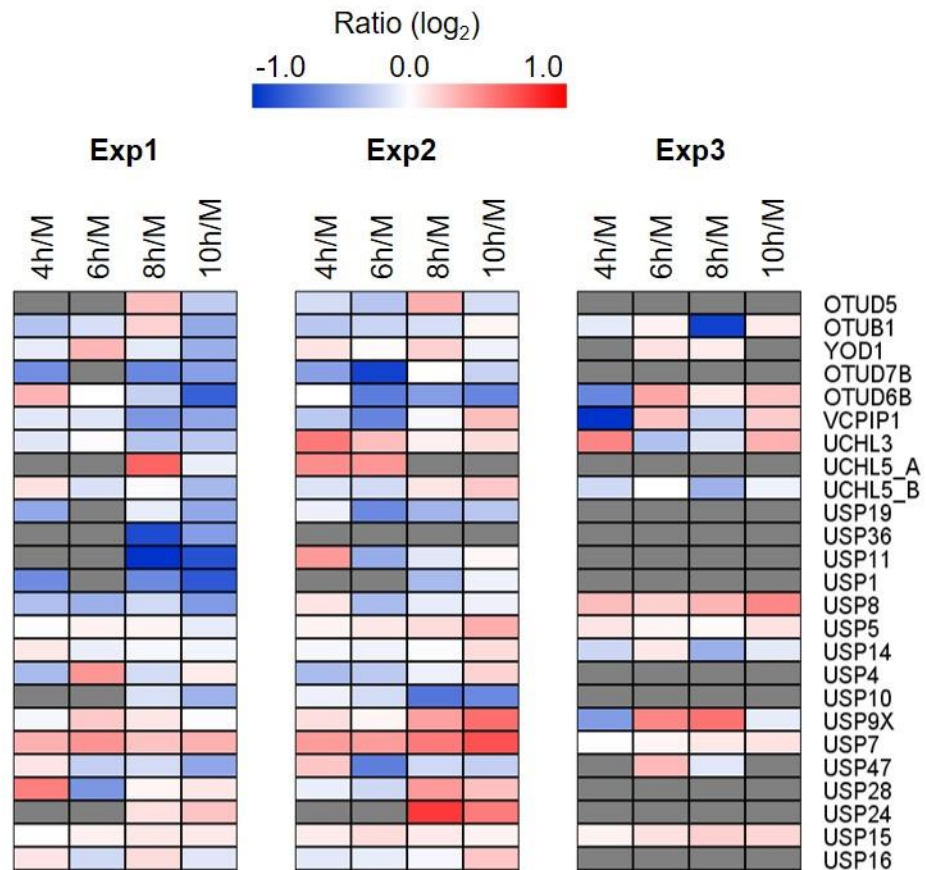 Ratio (log₂)
-1.0 0.0 1.0
Exp1 Exp2 Exp3
4h/M 6h/M 8h/M 10h/M 4h/M 6h/M 8h/M 10h/M 4h/M 6h/M 8h/M 10h/M
OTUD5
OTUB1
YOD1
OTUD7B
OTUD6B
VCPIP1
UCHL3
UCHL5_A
UCHL5_B
USP19
USP36
USP11
USP1
USP8
USP5
USP14
USP4
USP10
USP9X
USP7
USP47
USP28
USP24
USP15
USP16